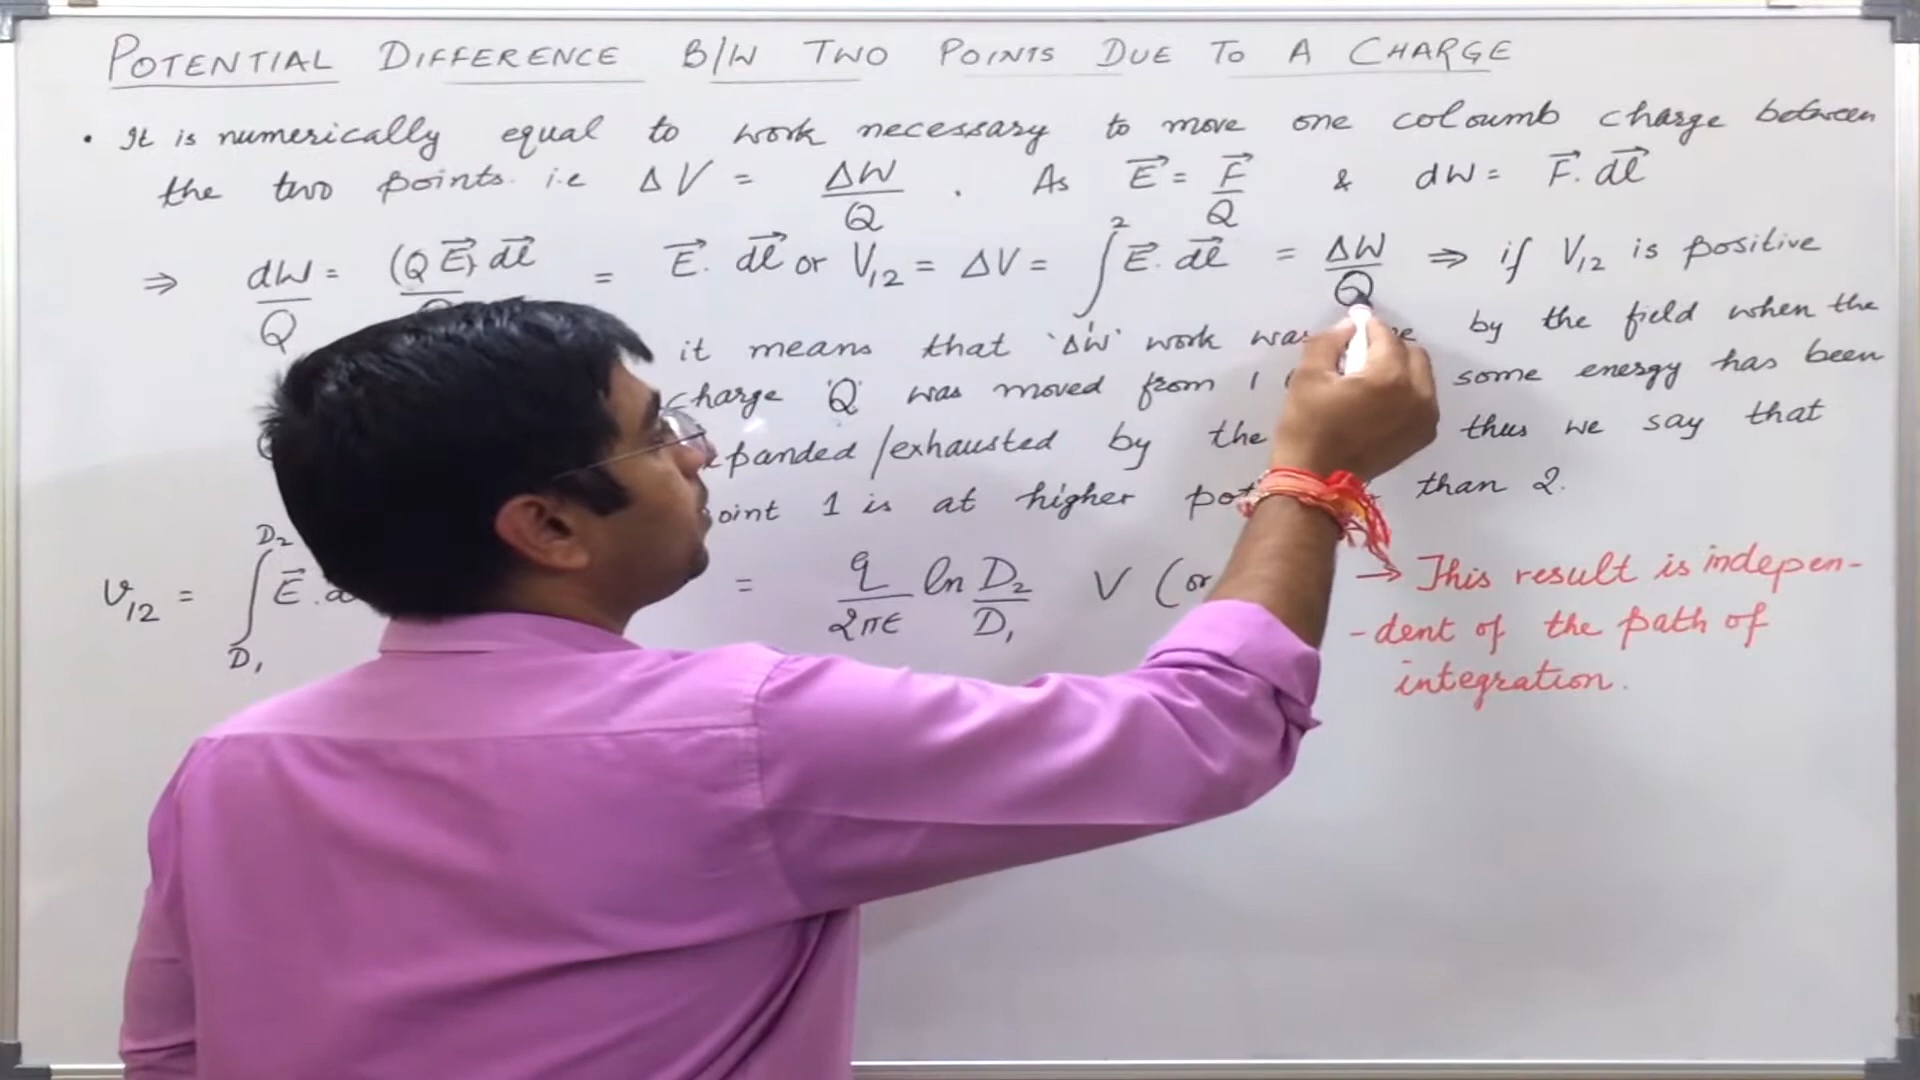 POTENTIAL DIFFERENCE B/W TWO POINTS DUE TO A CHARGE
• It is numerically equal to work necessary to move one coloumb charge between
the two points. i.e ΔV = ΔW/Q . As E⃗ = F⃗/Q & dW = F⃗. dl⃗
⇒ dW/Q = (Q E⃗). dl⃗ = E⃗. dl⃗ or V₁₂ = ΔV = ∫₁² E⃗. dl⃗ = ΔW/Q ⇒ if V₁₂ is positive
it means that 'ΔW' work was by the field when the
charge 'Q' was moved from 1 some energy has been
panded/exhausted by the thus we say that
oint 1 is at higher pot than 2.
V₁₂ = ∫ D₁ D₂ E⃗ . d = q/2πϵ ln D₂/D₁ V (or
→ This result is indepen-
-dent of the path of
integration.